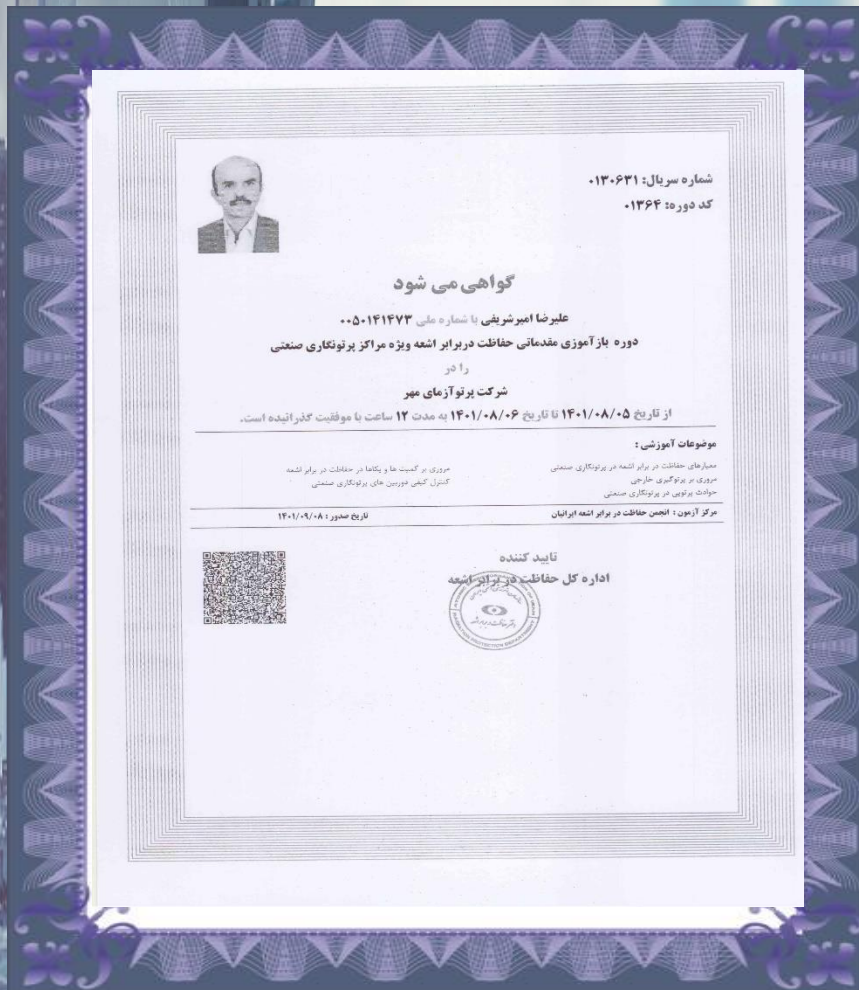 شماره سریال: ۰۱۳۰۶۳۱
کد دوره: ۰۱۳۶۴
گواهی می شود
علیرضا امیرشریفی با شماره ملی ۰۰۵۰۱۴۱۴۷۳
دوره بازآموزی مقدماتی حفاظت دربرابر اشعه ویژه مراکز پرتونگاری صنعتی
را در
شرکت پرتوآزمای مهر
از تاریخ ۱۴۰۱/۰۸/۰۵ تا تاریخ ۱۴۰۱/۰۸/۰۶ به مدت ۱۲ ساعت با موفقیت گذرانیده است.
موضوعات آموزشی :
معیارهای حفاظت در برابر اشعه در پرتونگاری صنعتی
مروری بر پرتوگیری خارجی
حوادث پرتویی در پرتونگاری صنعتی
مروری بر کمیت ها و یکاها در حفاظت در برابر اشعه
کنترل کیفی دوربین های پرتونگاری صنعتی
مرکز آزمون : انجمن حفاظت در برابر اشعه ایرانیان
تاریخ صدور : ۱۴۰۱/۰۹/۰۸
تایید کننده
اداره کل حفاظت در برابر اشعه